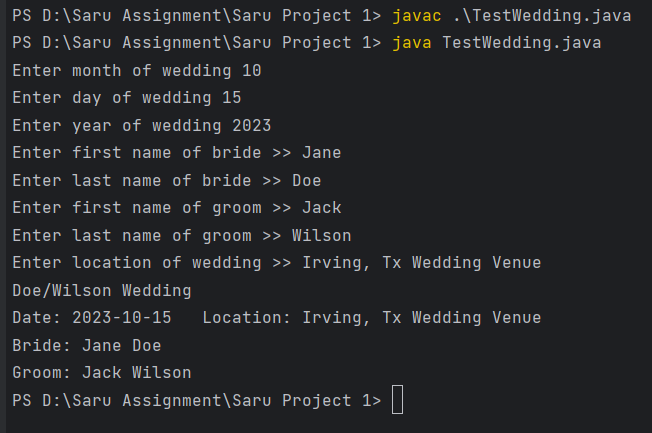 PS D:\Saru Assignment\Saru Project 1> javac .\TestWedding.java
PS D:\Saru Assignment\Saru Project 1> java TestWedding.java
Enter month of wedding 10
Enter day of wedding 15
Enter year of wedding 2023
Enter first name of bride >> Jane
Enter last name of bride >> Doe
Enter first name of groom >> Jack
Enter last name of groom >> Wilson
Enter location of wedding >> Irving, Tx Wedding Venue
Doe/Wilson Wedding
Date: 2023-10-15   Location: Irving, Tx Wedding Venue
Bride: Jane Doe
Groom: Jack Wilson
PS D:\Saru Assignment\Saru Project 1>